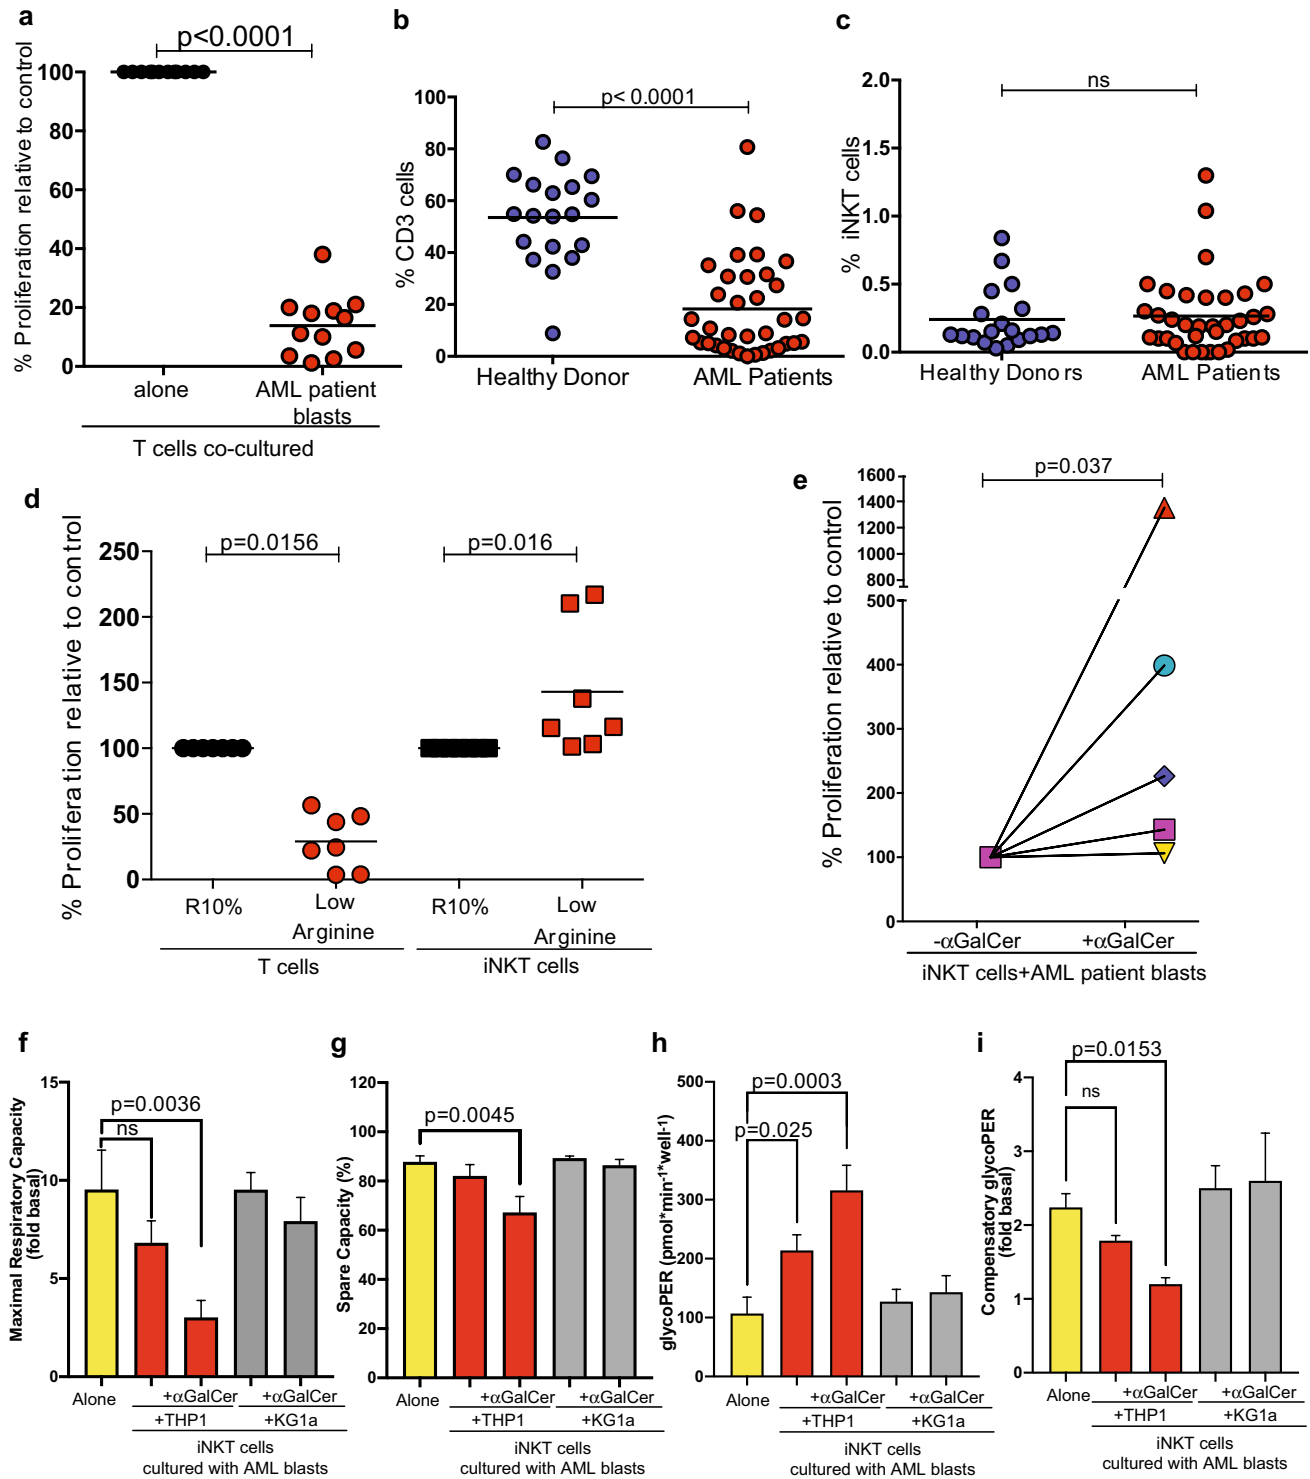 a
p<0.0001
% Proliferation relative to control
100
80
60
40
20
0
alone
AML patient
blasts
T cells co-cultured
b
p< 0.0001
% CD3 cells
100
80
60
40
20
0
Healthy Donor
AML Patients
c
ns
% iNKT cells
2.0
1.5
1.0
0.5
0.0
Healthy Donors
AML Patients
d
p=0.0156
p=0.016
% Proliferation relative to control
250
200
150
100
50
0
R10%
Low
Arginine
R10%
Low
Arginine
T cells
iNKT cells
e
p=0.037
% Proliferation relative to control
1600
1400
1200
1000
800
500
400
300
200
100
0
-αGalCer
+αGalCer
iNKT cells+AML patient blasts
f
Maximal Respiratory Capacity
(fold basal)
15
10
5
0
p=0.0036
ns
Alone
+αGalCer
+αGalCer
+THP1
+KG1a
iNKT cells
cultured with AML blasts
g
Spare Capacity (%)
120
100
80
60
40
20
0
p=0.0045
Alone
+αGalCer
+αGalCer
+THP1
+KG1a
iNKT cells
cultured with AML blasts
h
glycoPER (pmol*min-1*well-1)
500
400
300
200
100
0
p=0.0003
p=0.025
Alone
+αGalCer
+αGalCer
+THP1
+KG1a
iNKT cells
cultured with AML blasts
i
Compensatory glycoPER
(fold basal)
4
3
2
1
0
p=0.0153
ns
Alone
+αGalCer
+αGalCer
+THP1
+KG1a
iNKT cells
cultured with AML blasts